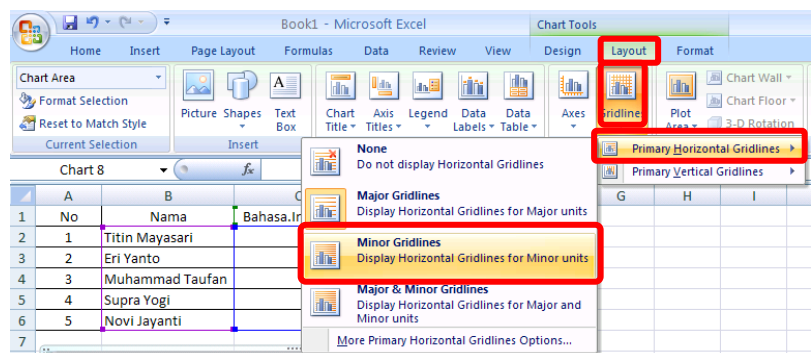 Book1 - Microsoft Excel
Chart Tools
Home Insert Page Layout Formulas Data Review View Design Layout Format
Chart Area
Format Selection
Reset to Match Style
Current Selection
Picture Shapes Text Box
Insert
Chart Title Axis Titles Legend Data Labels Data Table
Axes Gridlines
Plot Area
Chart Wall
Chart Floor
3-D Rotation
Primary Horizontal Gridlines
Primary Vertical Gridlines
None
Do not display Horizontal Gridlines
Major Gridlines
Display Horizontal Gridlines for Major units
Minor Gridlines
Display Horizontal Gridlines for Minor units
Major & Minor Gridlines
Display Horizontal Gridlines for Major and
Minor units
More Primary Horizontal Gridlines Options...
Chart 8 fx
A B C G H I
1 No Nama
2 1 Titin Mayasari
3 2 Eri Yanto
4 3 Muhammad Taufan
5 4 Supra Yogi
6 5 Novi Jayanti
7